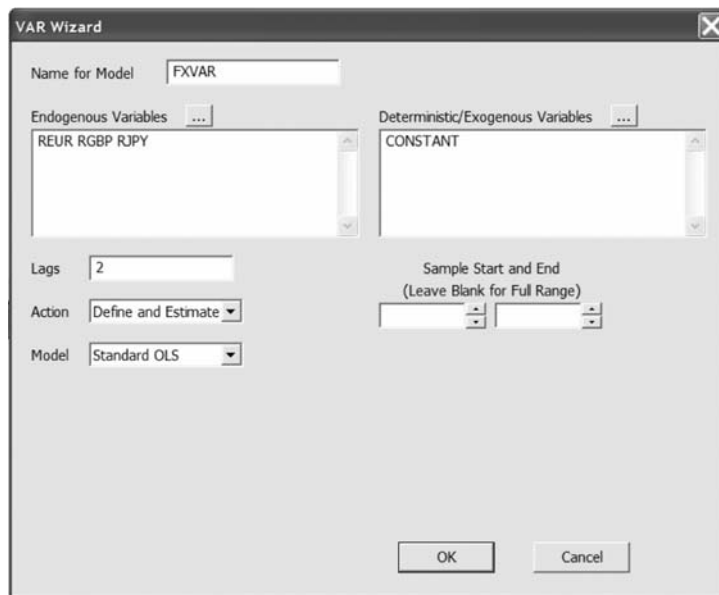 VAR Wizard
Name for Model FXVAR
Endogenous Variables ... Deterministic/Exogenous Variables ...
REUR RGBP RJPY CONSTANT
Lags 2 Sample Start and End
(Leave Blank for Full Range)
Action Define and Estimate
Model Standard OLS
OK Cancel